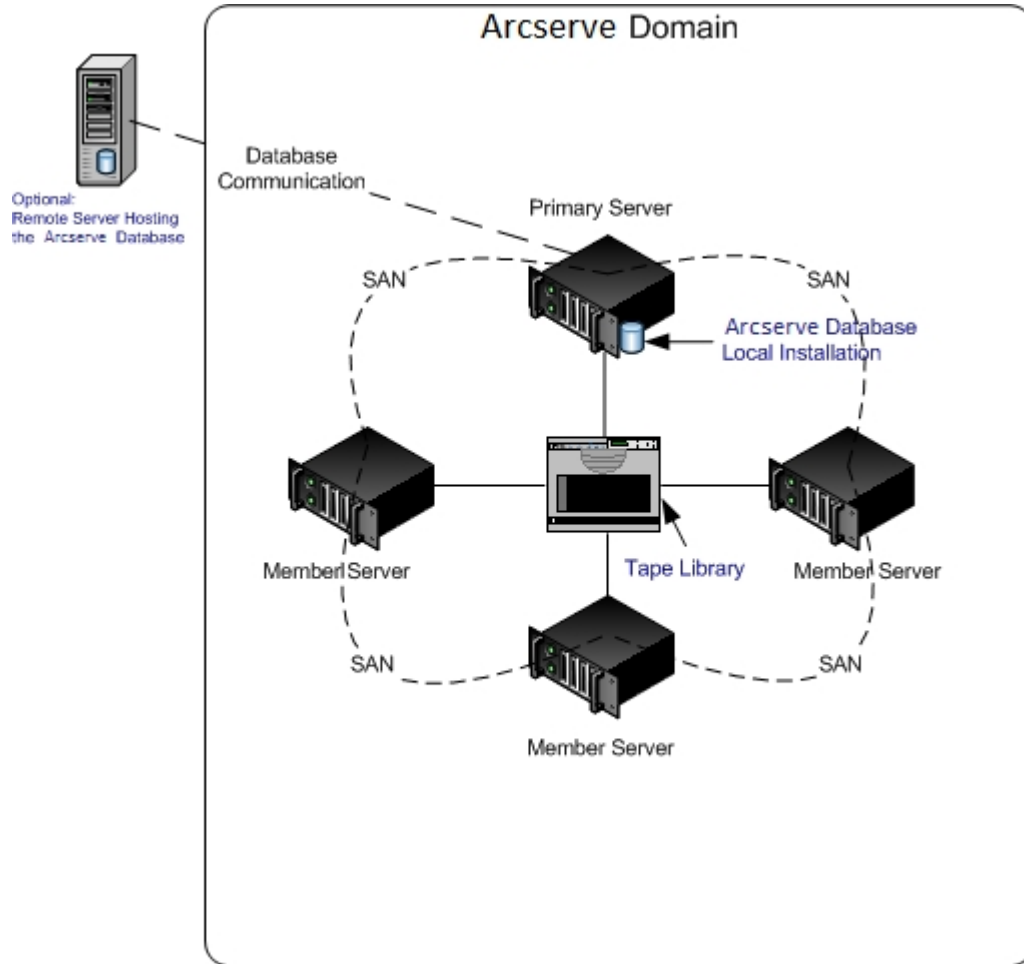 Arcserve Domain
Optional:
Remote Server Hosting
the Arcserve Database
Database
Communication
Primary Server
SAN
SAN
Arcserve Database
Local Installation
Member Server
Tape Library
Member Server
SAN
SAN
Member Server